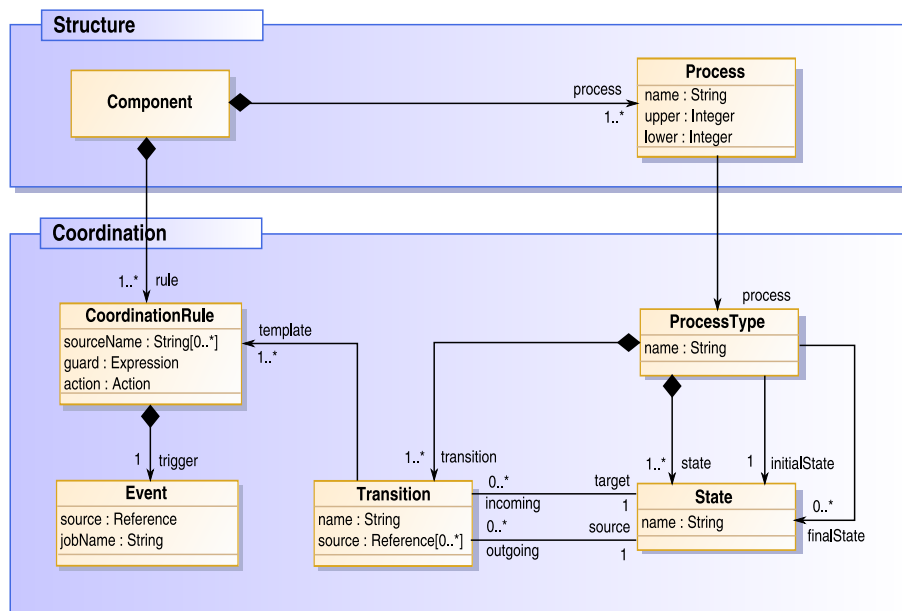 Structure
Component
process
1..*
Process
name : String
upper : Integer
lower : Integer
Coordination
1..* rule
process
CoordinationRule
sourceName : String[0..*]
guard : Expression
action : Action
template
1..*
ProcessType
name : String
1 trigger
1..* transition
1..* state
1 initialState
0..*
finalState
Event
source : Reference
jobName : String
Transition
name : String
source : Reference[0..*]
0..*
incoming
target
1
0..*
outgoing
source
1
State
name : String